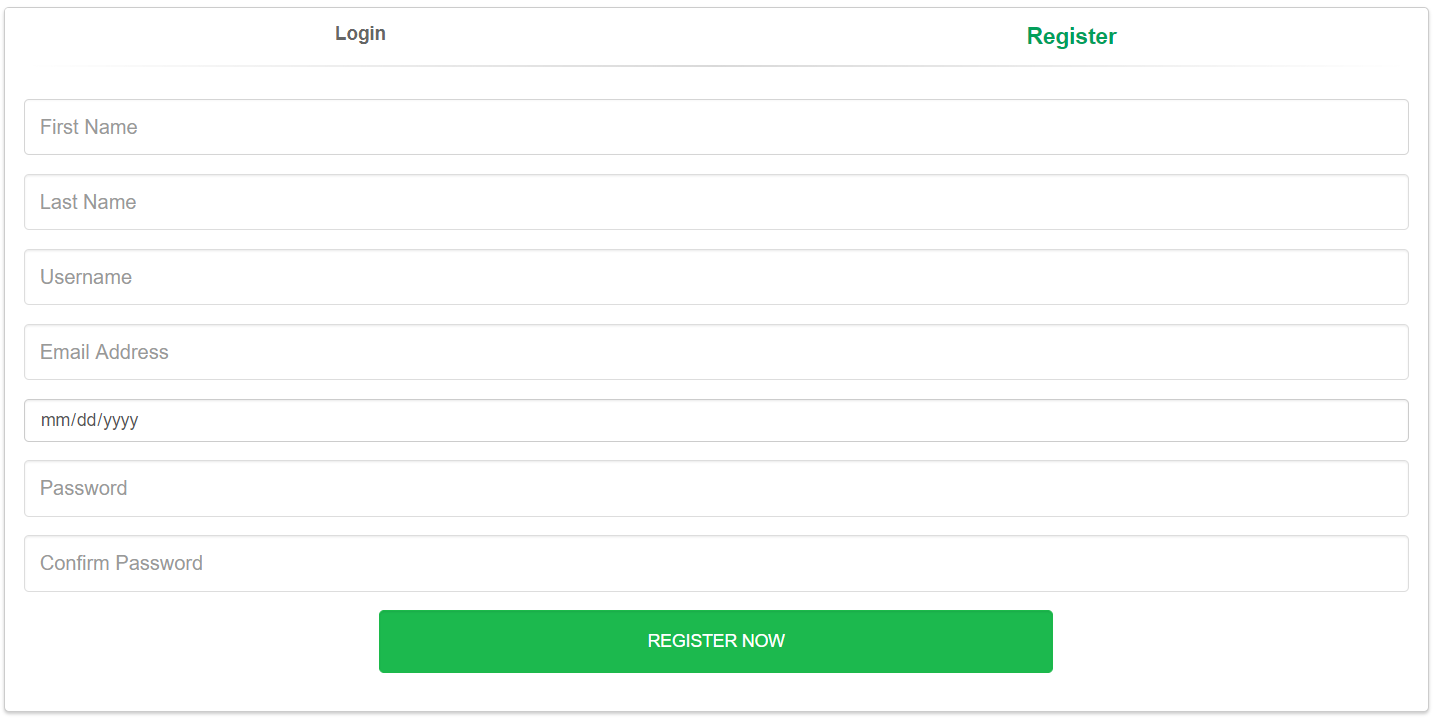 Login
Register
First Name
Last Name
Username
Email Address
mm/dd/yyyy
Password
Confirm Password
REGISTER NOW